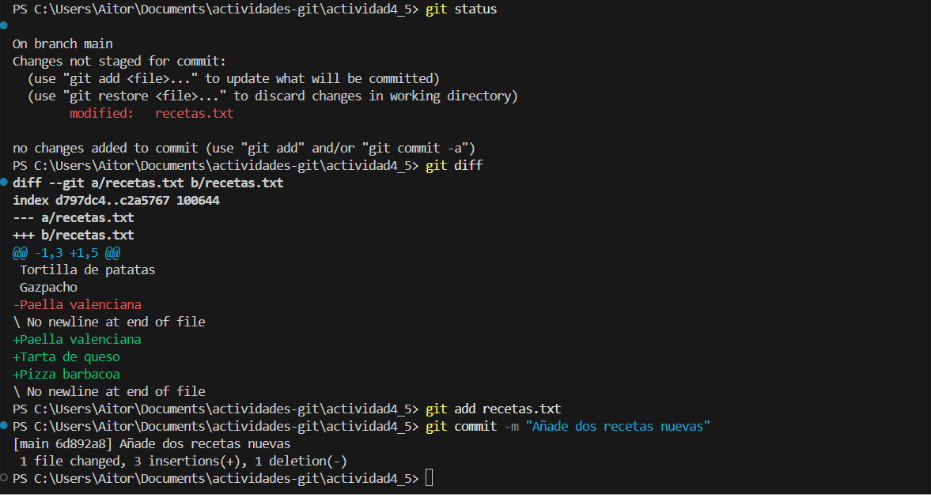 PS C:\Users\Aitor\Documents\actividades-git\actividad4_5> git status
On branch main
Changes not staged for commit:
  (use "git add <file>..." to update what will be committed)
  (use "git restore <file>..." to discard changes in working directory)
        modified:   recetas.txt
no changes added to commit (use "git add" and/or "git commit -a")
PS C:\Users\Aitor\Documents\actividades-git\actividad4_5> git diff
diff --git a/recetas.txt b/recetas.txt
index d797dc4..c2a5767 100644
--- a/recetas.txt
+++ b/recetas.txt
@@ -1,3 +1,5 @@
 Tortilla de patatas
 Gazpacho
-Paella valenciana
\ No newline at end of file
+Paella valenciana
+Tarta de queso
+Pizza barbacoa
\ No newline at end of file
PS C:\Users\Aitor\Documents\actividades-git\actividad4_5> git add recetas.txt
PS C:\Users\Aitor\Documents\actividades-git\actividad4_5> git commit -m "Añade dos recetas nuevas"
[main 6d892a8] Añade dos recetas nuevas
 1 file changed, 3 insertions(+), 1 deletion(-)
PS C:\Users\Aitor\Documents\actividades-git\actividad4_5>